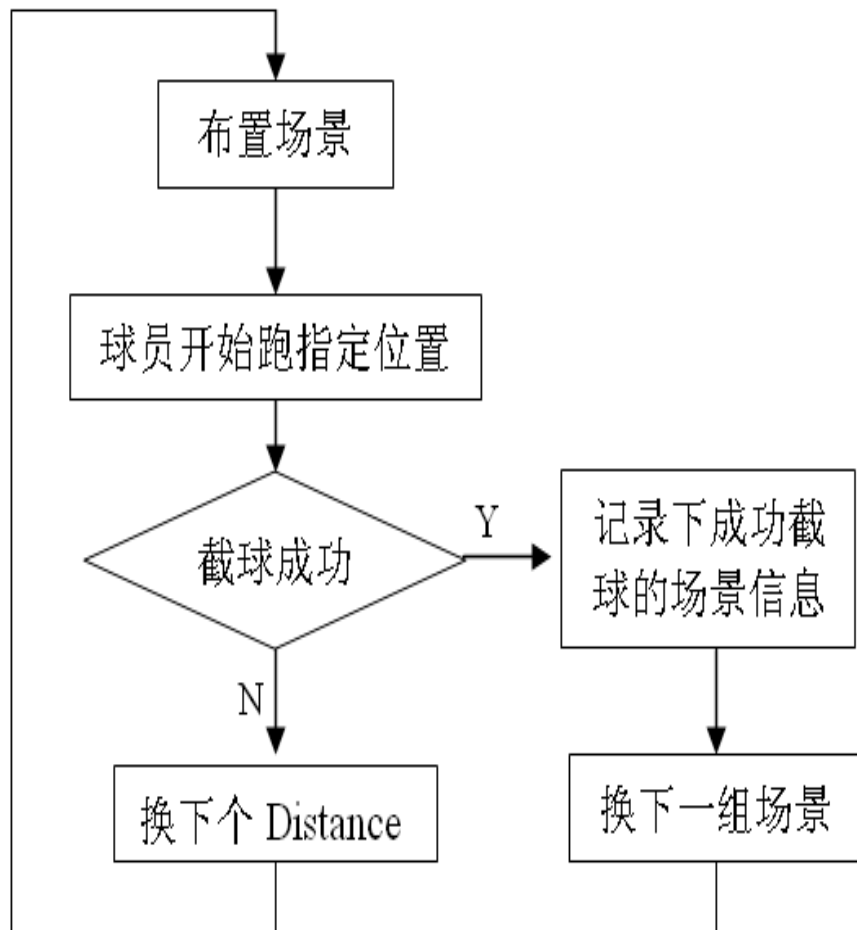 布置场景
球员开始跑指定位置
截球成功
Y
记录下成功截
球的场景信息
N
换下个 Distance
换下一组场景